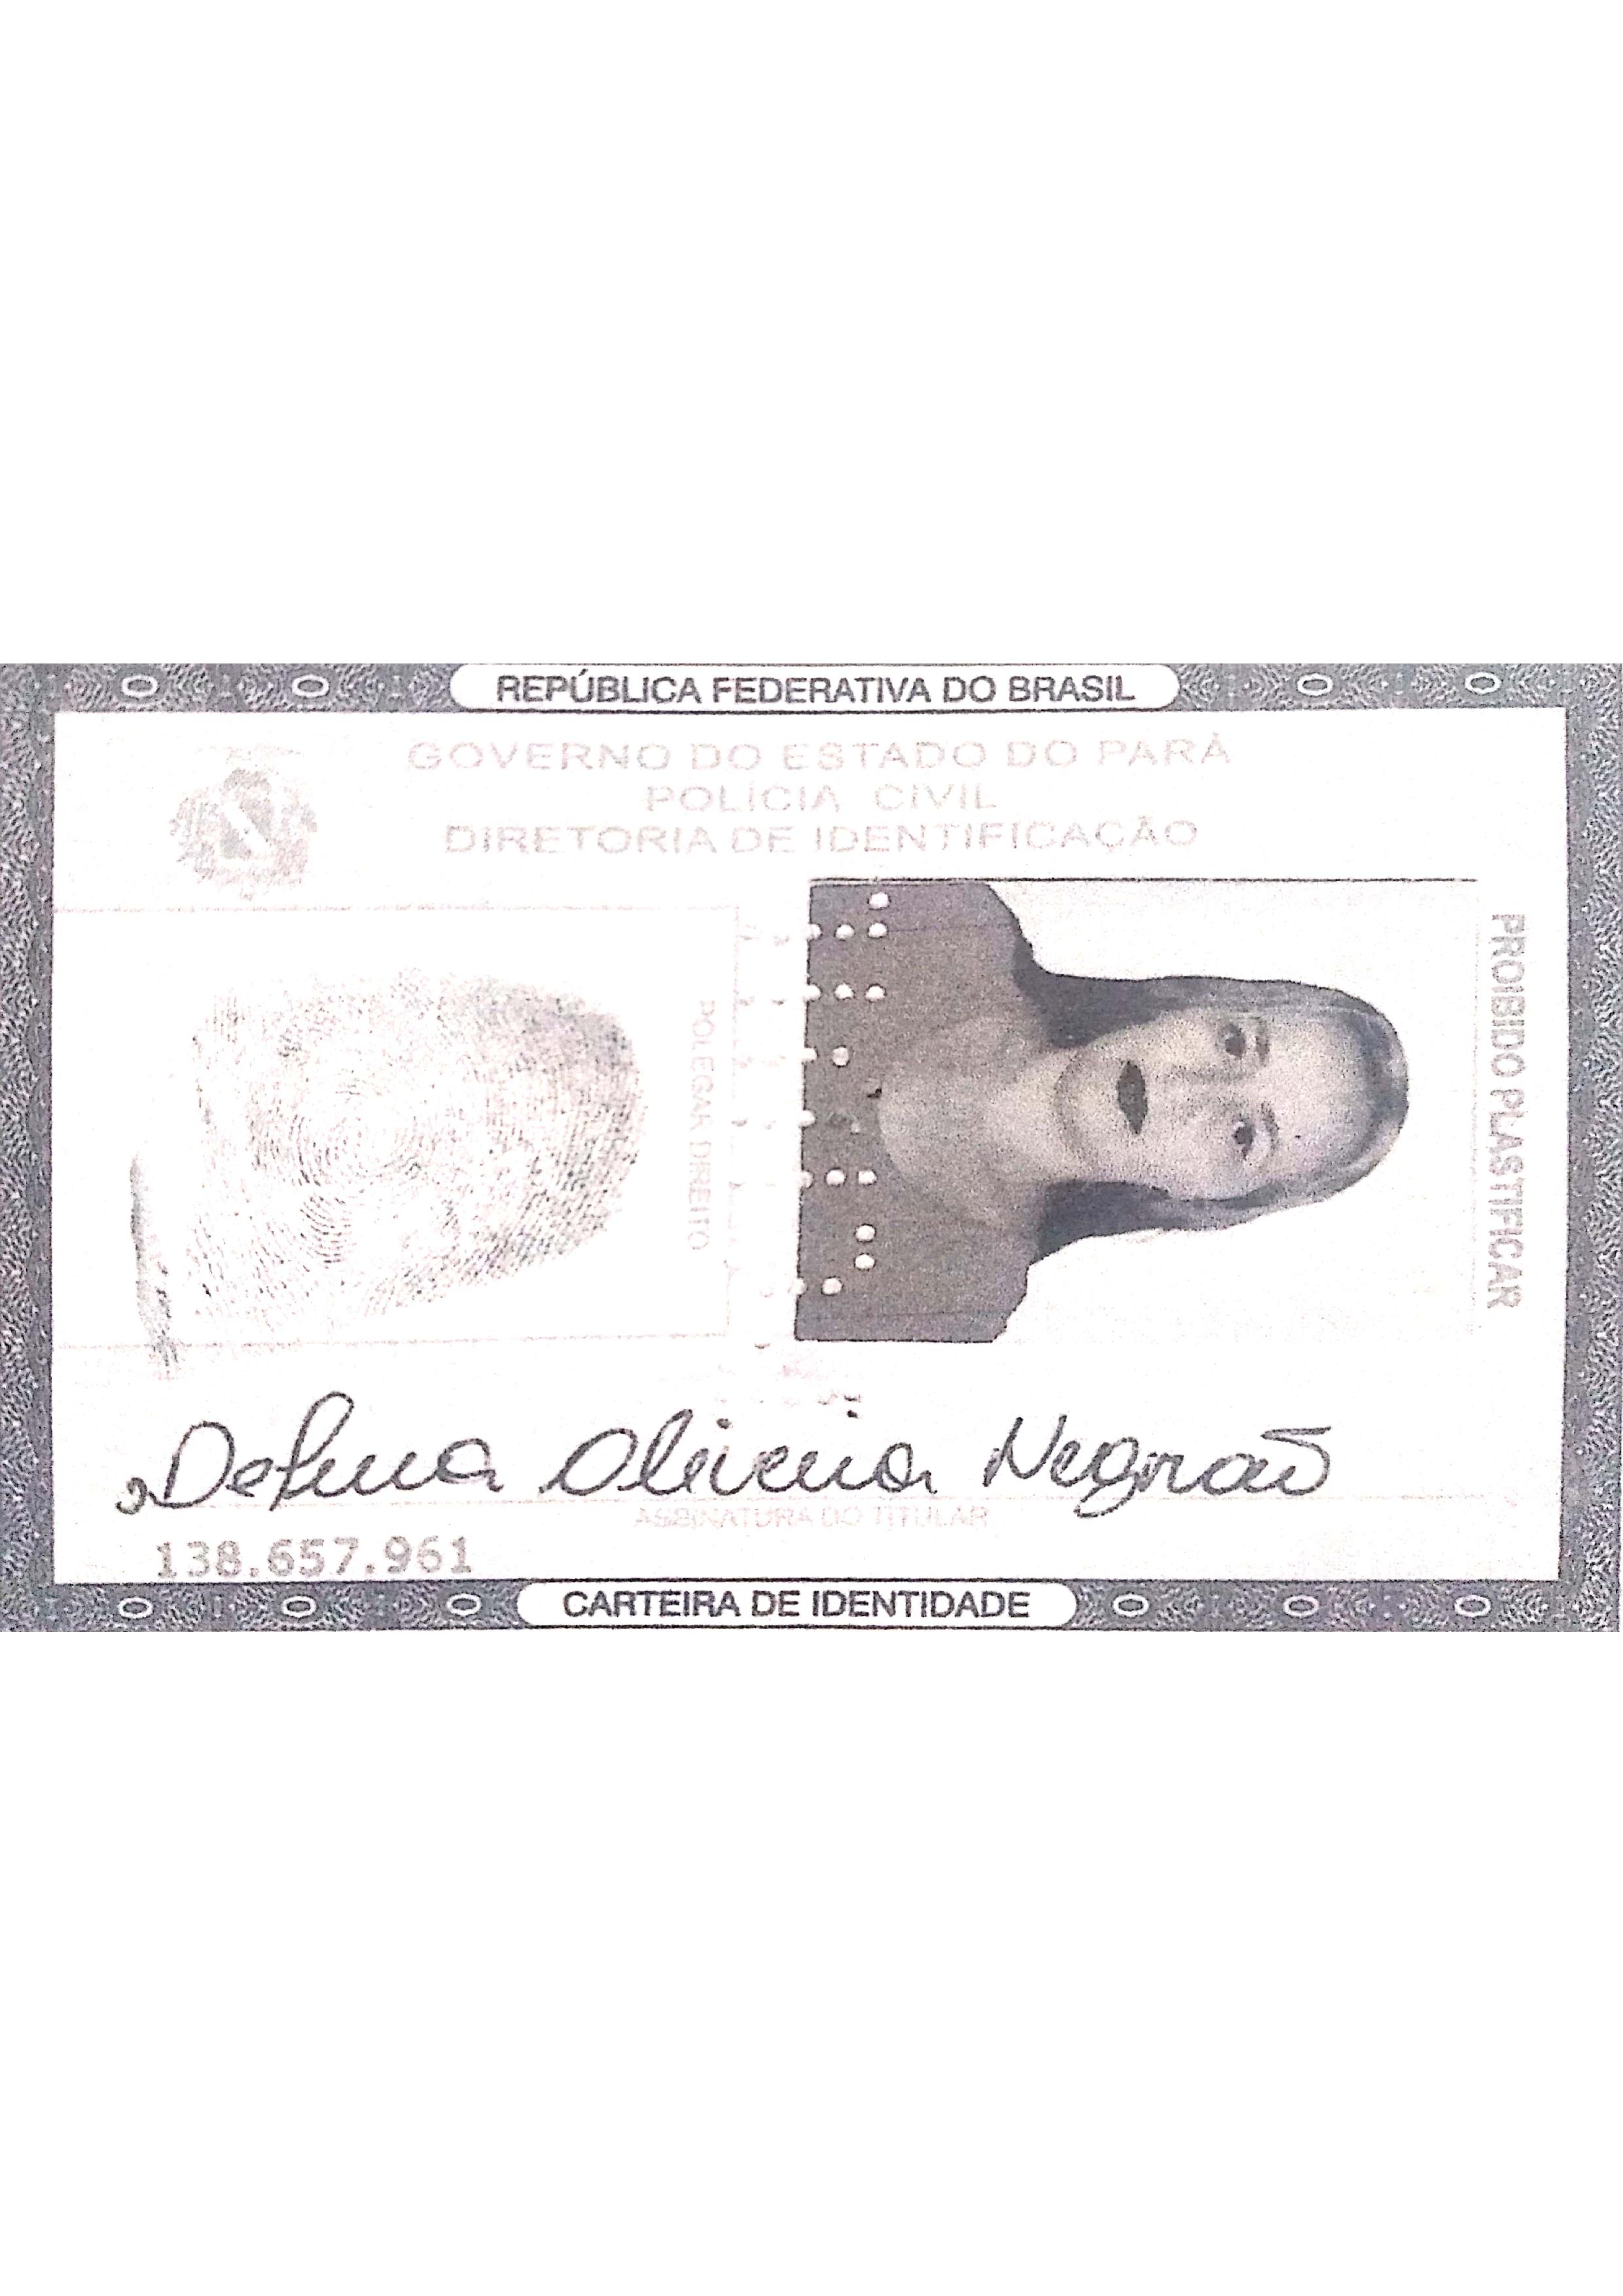 REPÚBLICA FEDERATIVA DO BRASIL
GOVERNO DO ESTADO DO PARÁ
POLÍCIA CIVIL
DIRETORIA DE IDENTIFICAÇÃO
POLEGAR DIREITO
PROIBIDO PLASTIFICAR
Oliveira Negrão
ASSINATURA DO TITULAR
138.657.961
CARTEIRA DE IDENTIDADE